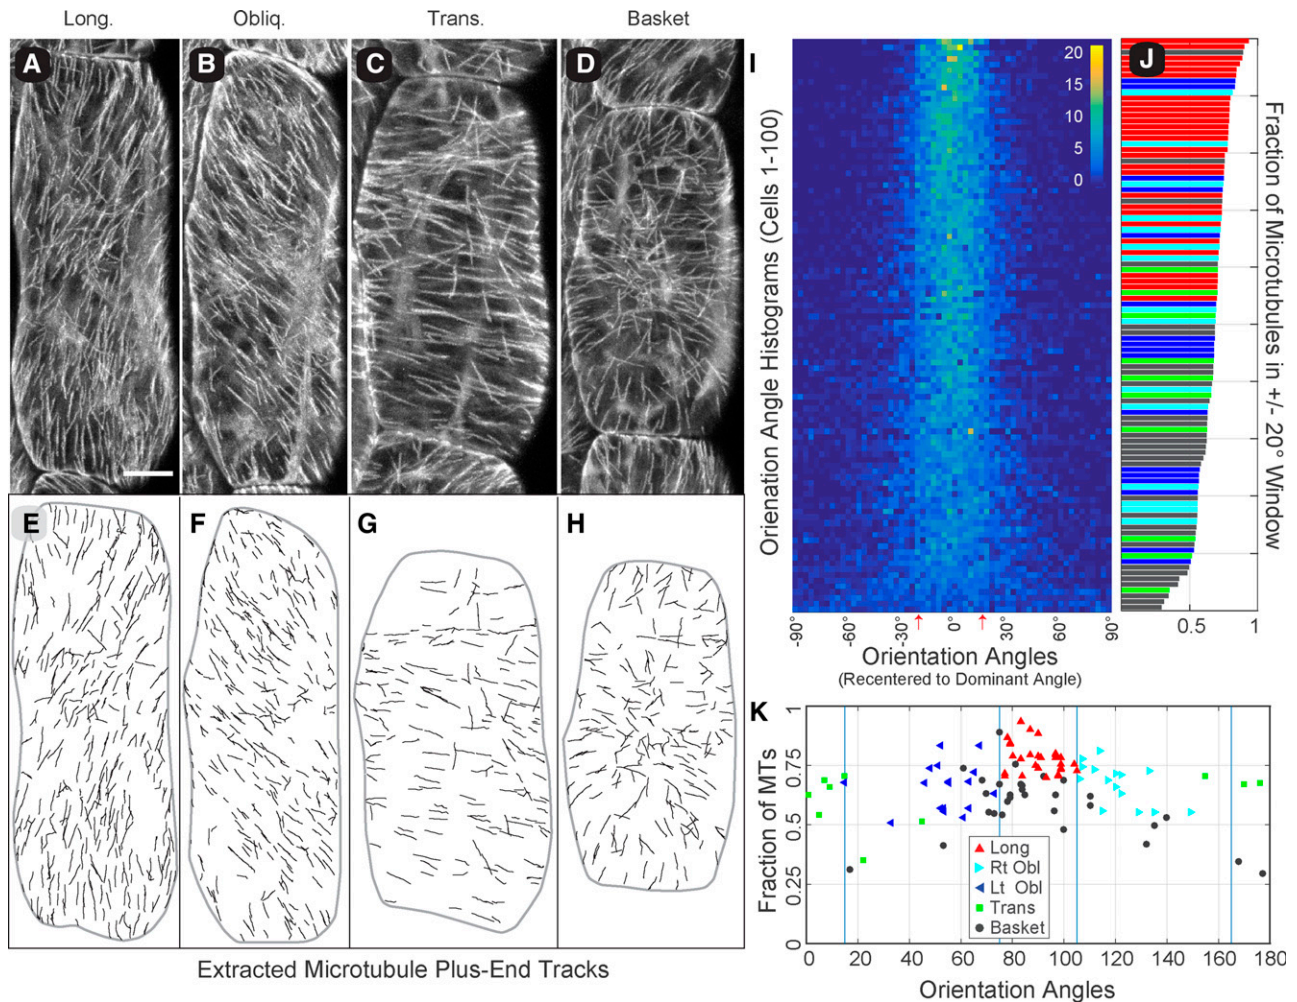 Long.
Obliq.
Trans.
Basket
A
B
C
D
E
F
G
H
Extracted Microtubule Plus-End Tracks
I
Orienation Angle Histograms (Cells 1-100)
20
15
10
5
0
-90°
-60°
-30°
0
30°
60°
90°
Orientation Angles
(Recentered to Dominant Angle)
J
Fraction of Microtubules in +/- 20° Window
0.5
1
K
Fraction of MTs
1
0.75
0.5
0.25
0
Long
Rt Obl
Lt Obl
Trans
Basket
0 20 40 60 80 100 120 140 160 180
Orientation Angles